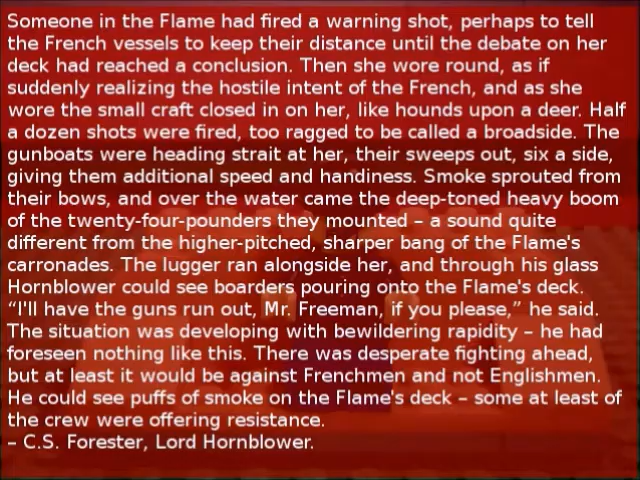 Someone in the Flame had fired a warning shot, perhaps to tell
the French vessels to keep their distance until the debate on her
deck had reached a conclusion. Then she wore round, as if
suddenly realizing the hostile intent of the French, and as she
wore the small craft closed in on her, like hounds upon a deer. Half
a dozen shots were fired, too ragged to be called a broadside. The
gunboats were heading strait at her, their sweeps out, six a side,
giving them additional speed and handiness. Smoke sprouted from
their bows, and over the water came the deep-toned heavy boom
of the twenty-four-pounders they mounted – a sound quite
different from the higher-pitched, sharper bang of the Flame's
carronades. The lugger ran alongside her, and through his glass
Hornblower could see boarders pouring onto the Flame's deck.
“I'll have the guns run out, Mr. Freeman, if you please,” he said.
The situation was developing with bewildering rapidity – he had
foreseen nothing like this. There was desperate fighting ahead,
but at least it would be against Frenchmen and not Englishmen.
He could see puffs of smoke on the Flame's deck – some at least of
the crew were offering resistance.
– C.S. Forester, Lord Hornblower.